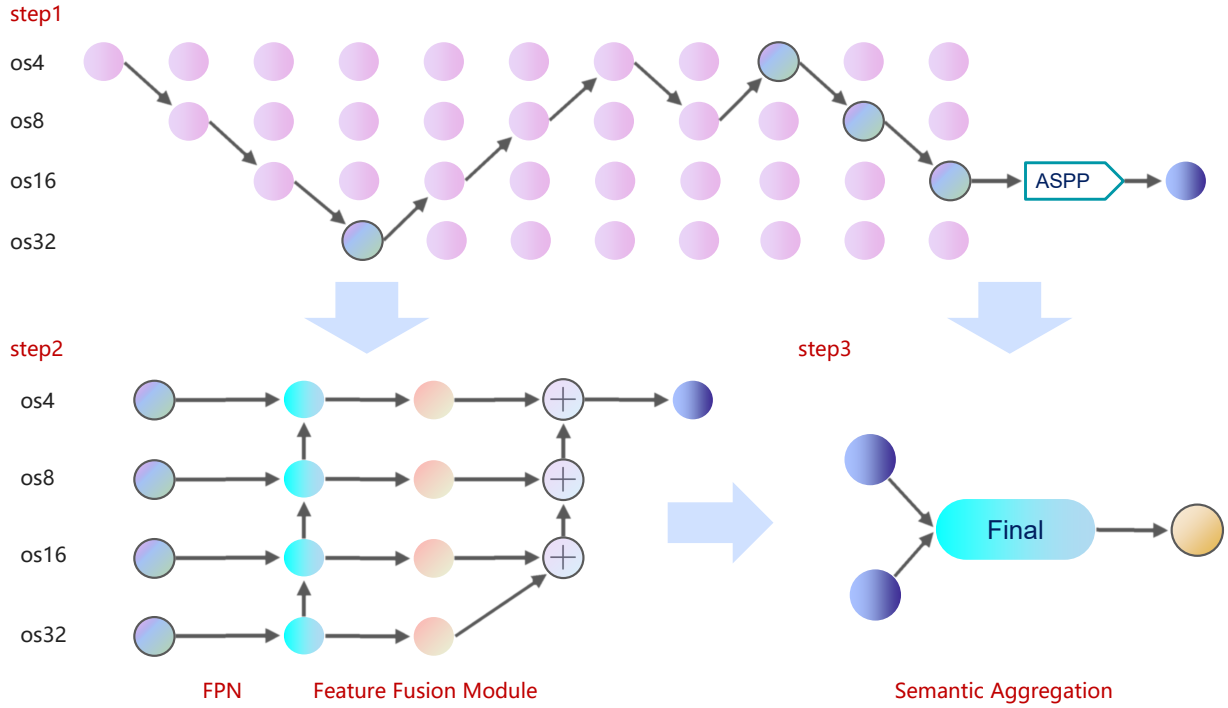 step1
os4
os8
os16
ASPP
os32
step2
step3
os4
os8
os16
os32
Final
FPN
Feature Fusion Module
Semantic Aggregation